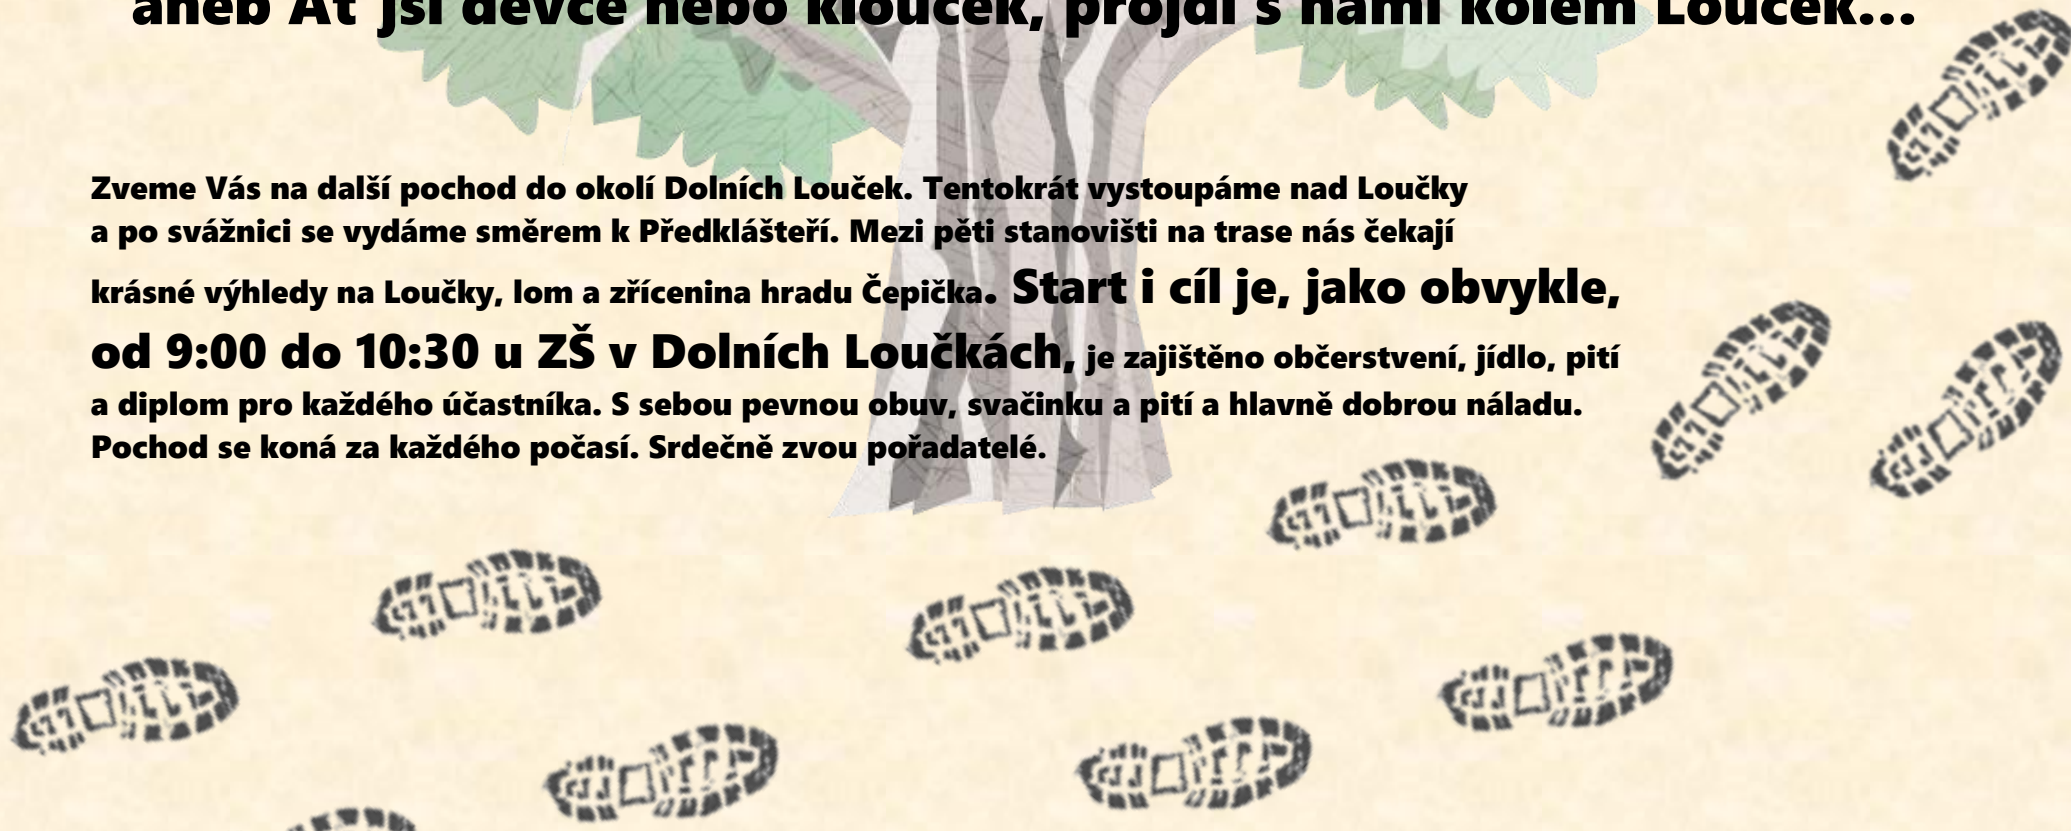 aneb Ať jsi děvče nebo klouček, projdi s námi kolem Louček...
Zveme Vás na další pochod do okolí Dolních Louček. Tentokrát vystoupáme nad Loučky
a po svážnici se vydáme směrem k Předklášteří. Mezi pěti stanovišti na trase nás čekají
krásné výhledy na Loučky, lom a zřícenina hradu Čepička. Start i cíl je, jako obvykle,
od 9:00 do 10:30 u ZŠ v Dolních Loučkách, je zajištěno občerstvení, jídlo, pití
a diplom pro každého účastníka. S sebou pevnou obuv, svačinku a pití a hlavně dobrou náladu.
Pochod se koná za každého počasí. Srdečně zvou pořadatelé.